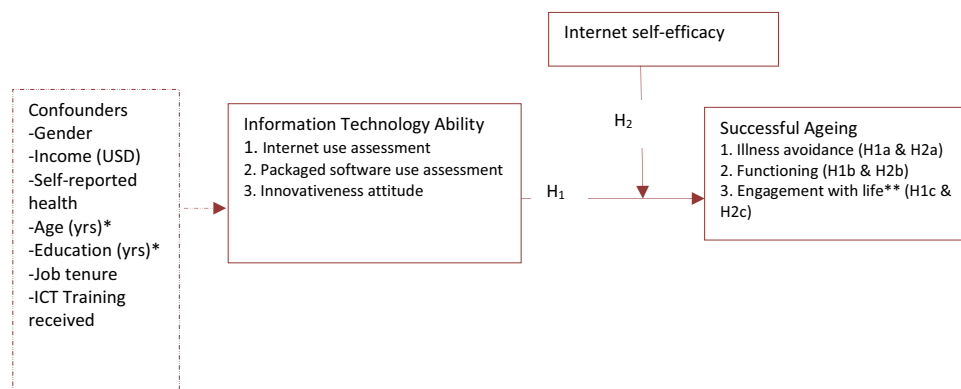 Internet self-efficacy
Confounders
-Gender
-Income (USD)
-Self-reported
health
-Age (yrs)*
-Education (yrs)*
-Job tenure
-ICT Training
received
Information Technology Ability
1. Internet use assessment
2. Packaged software use assessment
3. Innovativeness attitude
H1
H2
Successful Ageing
1. Illness avoidance (H1a & H2a)
2. Functioning (H1b & H2b)
3. Engagement with life** (H1c &
H2c)